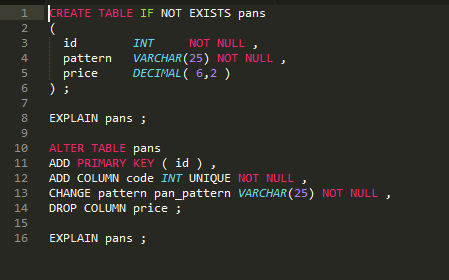 1 CREATE TABLE IF NOT EXISTS pans
2 (
3 id INT NOT NULL ,
4 pattern VARCHAR(25) NOT NULL ,
5 price DECIMAL( 6,2 )
6 ) ;
7
8 EXPLAIN pans ;
9
10 ALTER TABLE pans
11 ADD PRIMARY KEY ( id ) ,
12 ADD COLUMN code INT UNIQUE NOT NULL ,
13 CHANGE pattern pan_pattern VARCHAR(25) NOT NULL ,
14 DROP COLUMN price ;
15
16 EXPLAIN pans ;